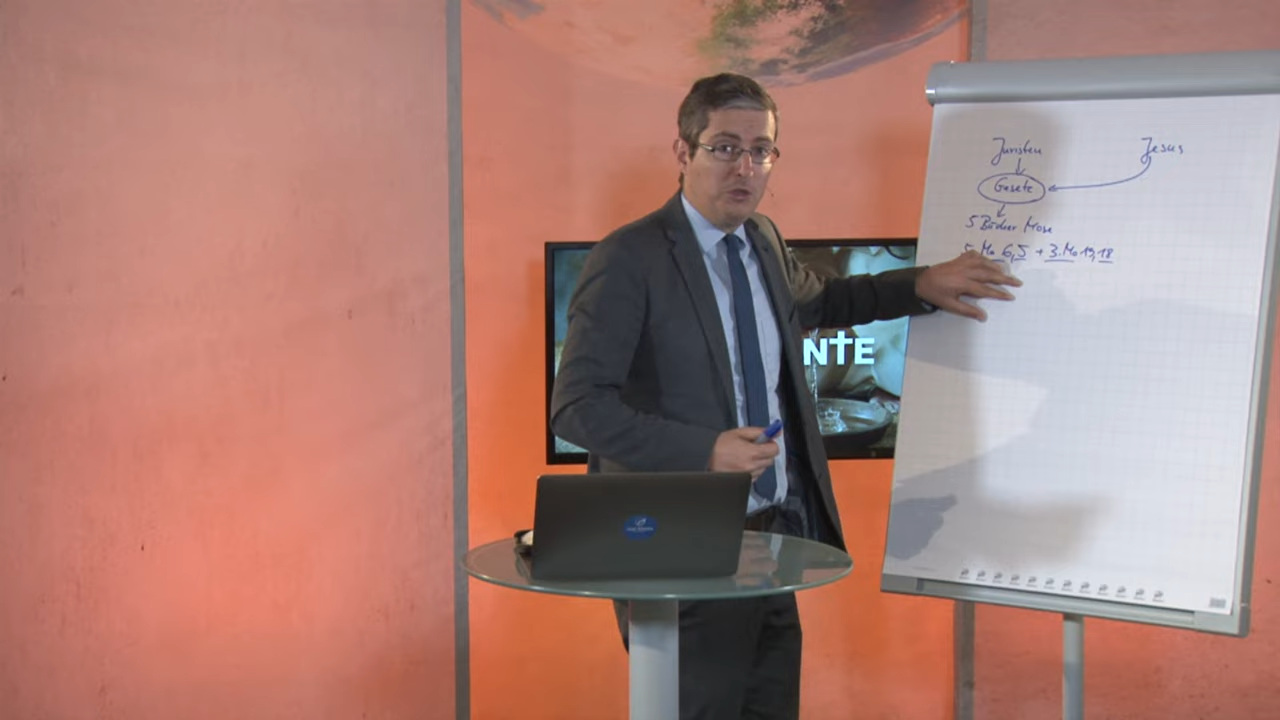 Juristen Jesus
Gesetz
5 Bücher Mose
5. Mo 6,5 + 3. Mo 19,18
NTE